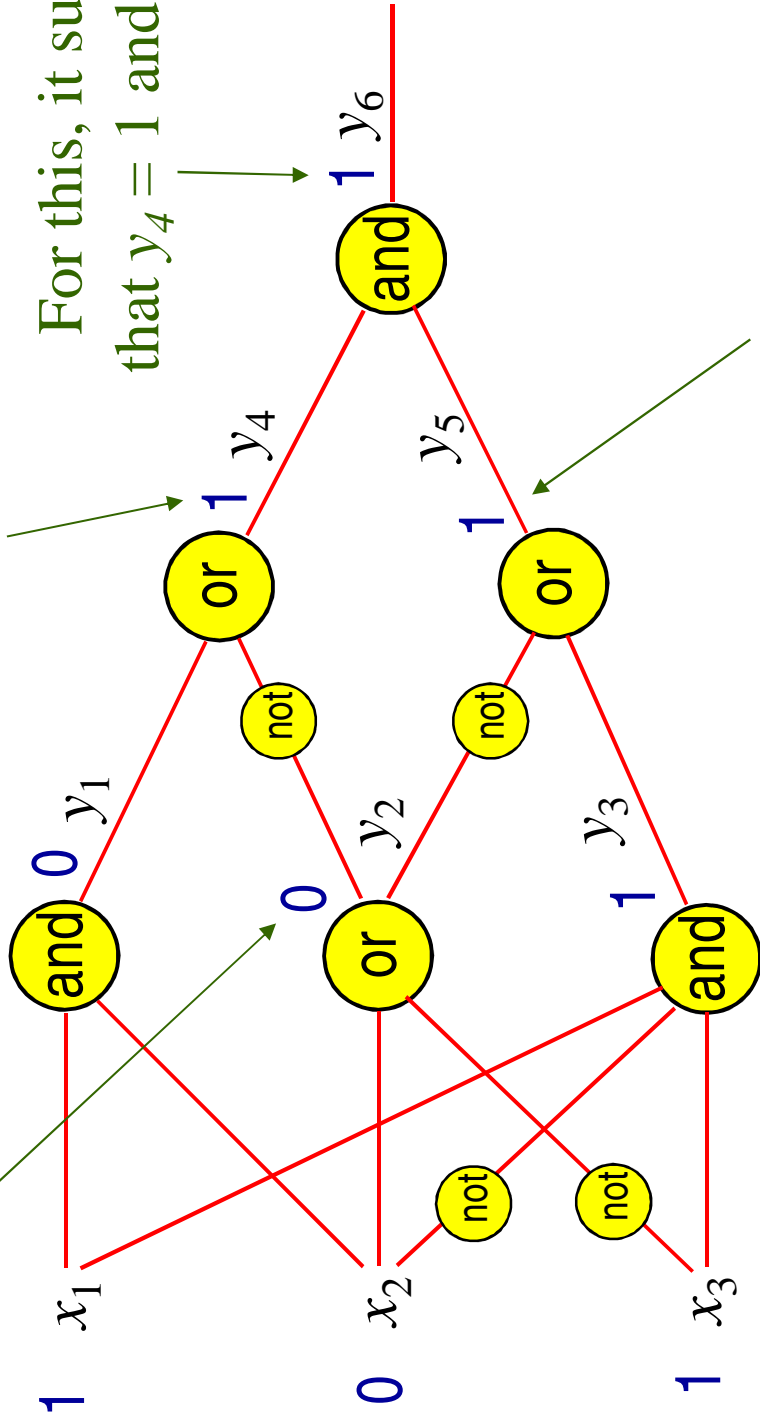 For this, it su
that y₄ = 1 and
1
x₁
and
0
y₁
or
1
y₄
not
0
0
x₂
or
y₂
and
1
y₆
not
not
1
y₅
or
not
1
y₃
1
x₃
and